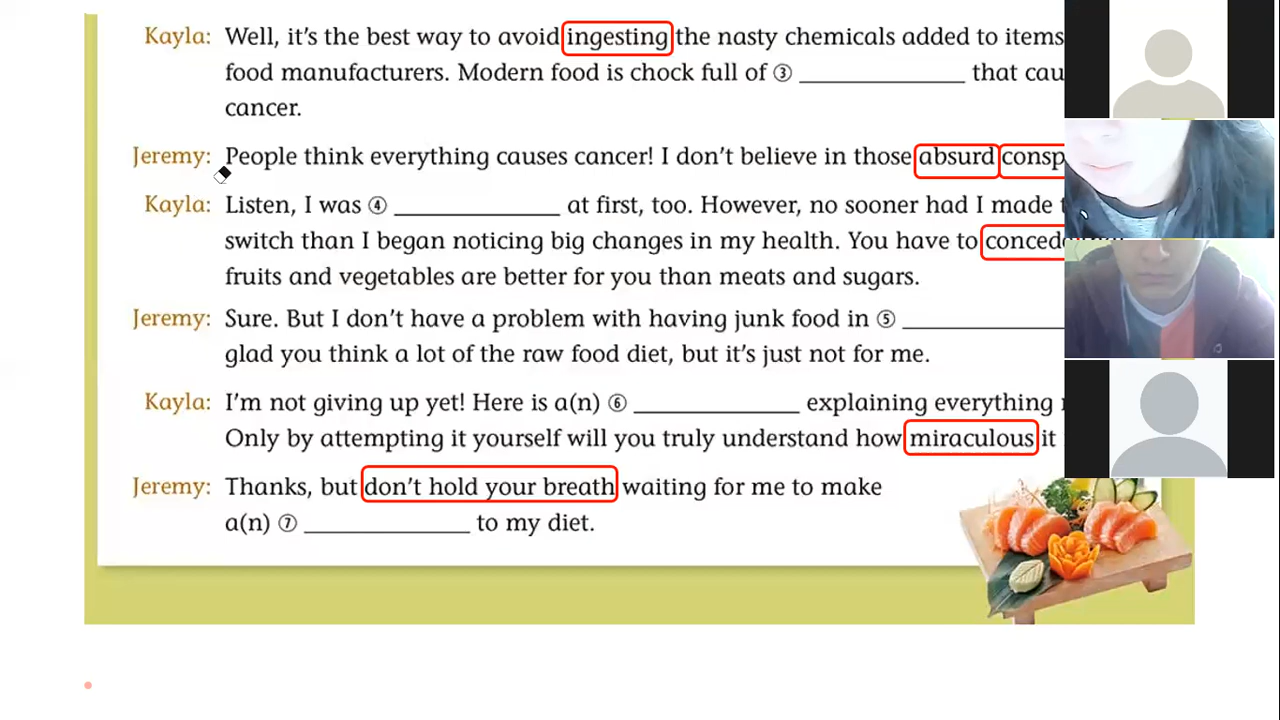 Kayla: Well, it's the best way to avoid ingesting the nasty chemicals added to items
food manufacturers. Modern food is chock full of ③ ____________ that cau
cancer.
Jeremy: People think everything causes cancer! I don't believe in those absurd consp
Kayla: Listen, I was ④ ____________ at first, too. However, no sooner had I made
switch than I began noticing big changes in my health. You have to conced
fruits and vegetables are better for you than meats and sugars.
Jeremy: Sure. But I don't have a problem with having junk food in ⑤ ____________
glad you think a lot of the raw food diet, but it's just not for me.
Kayla: I'm not giving up yet! Here is a(n) ⑥ ____________ explaining everything
Only by attempting it yourself will you truly understand how miraculous it
Jeremy: Thanks, but don't hold your breath waiting for me to make
a(n) ⑦ ____________ to my diet.